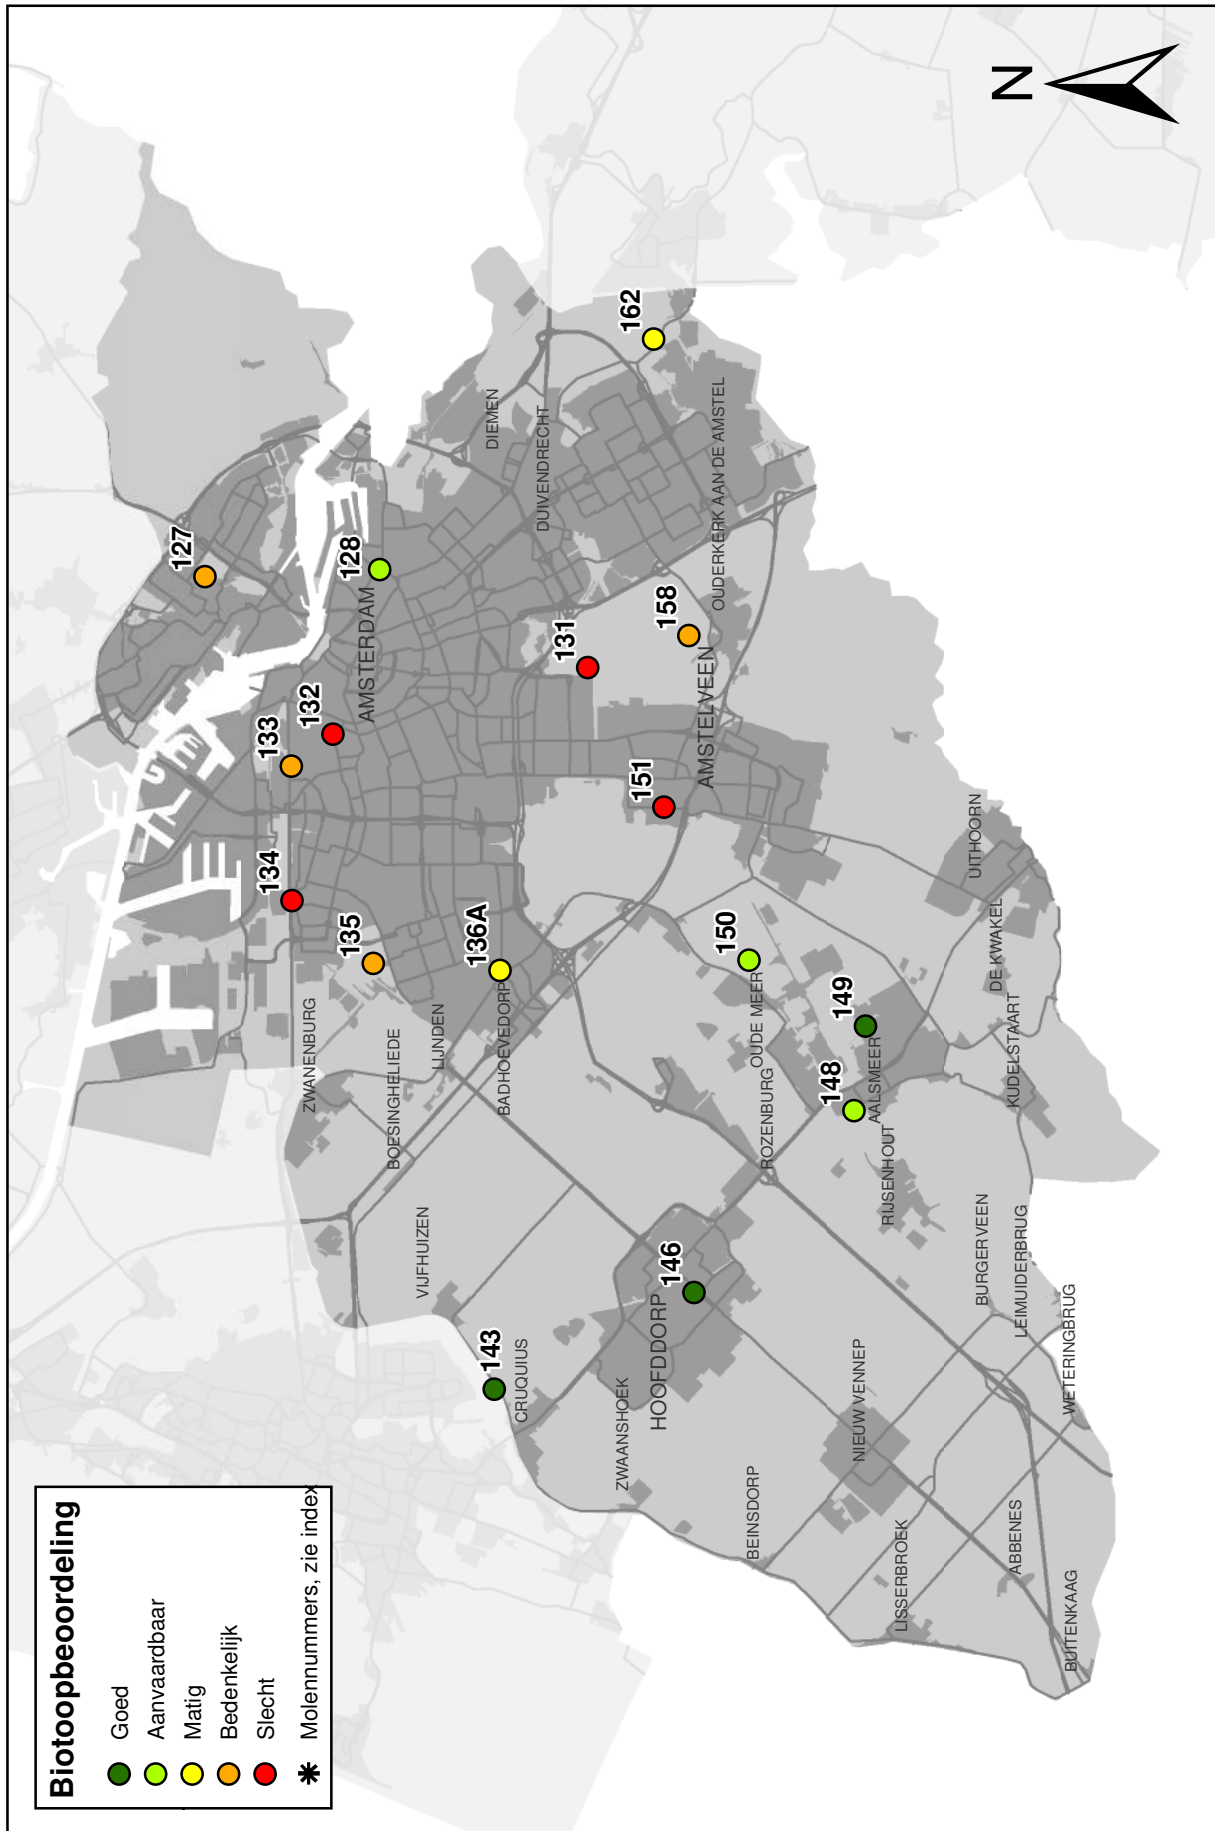 Biotoopbeoordeling
Goed
Aanvaardbaar
Matig
Bedenkelijk
Slecht
Molennummers, zie index
N
127
128
162
DIEMEN
DUIVENDRECHT
OUDERKERK AAN DE AMSTEL
AMSTERDAM
131
158
AMSTELVEEN
133
132
151
134
135
136A
150
149
148
UITHOORN
DE KWAKEL
KUDELSTAART
ZWANENBURG
BOESINGHELIEDE
LIJNDEN
BADHOEVEDORP
OUDE MEER
ROZENBURG
AALSMEER
RIJSENHOUT
VIJFHUIZEN
143
CRUQUIUS
146
HOOFDDORP
ZWAANSHOEK
BURGERVEEN
LEIMUIDERBRUG
WETERINGBRUG
NIEUW VENNEP
BEINSDORP
LISSERBROEK
ABBENES
BUITENKAAG